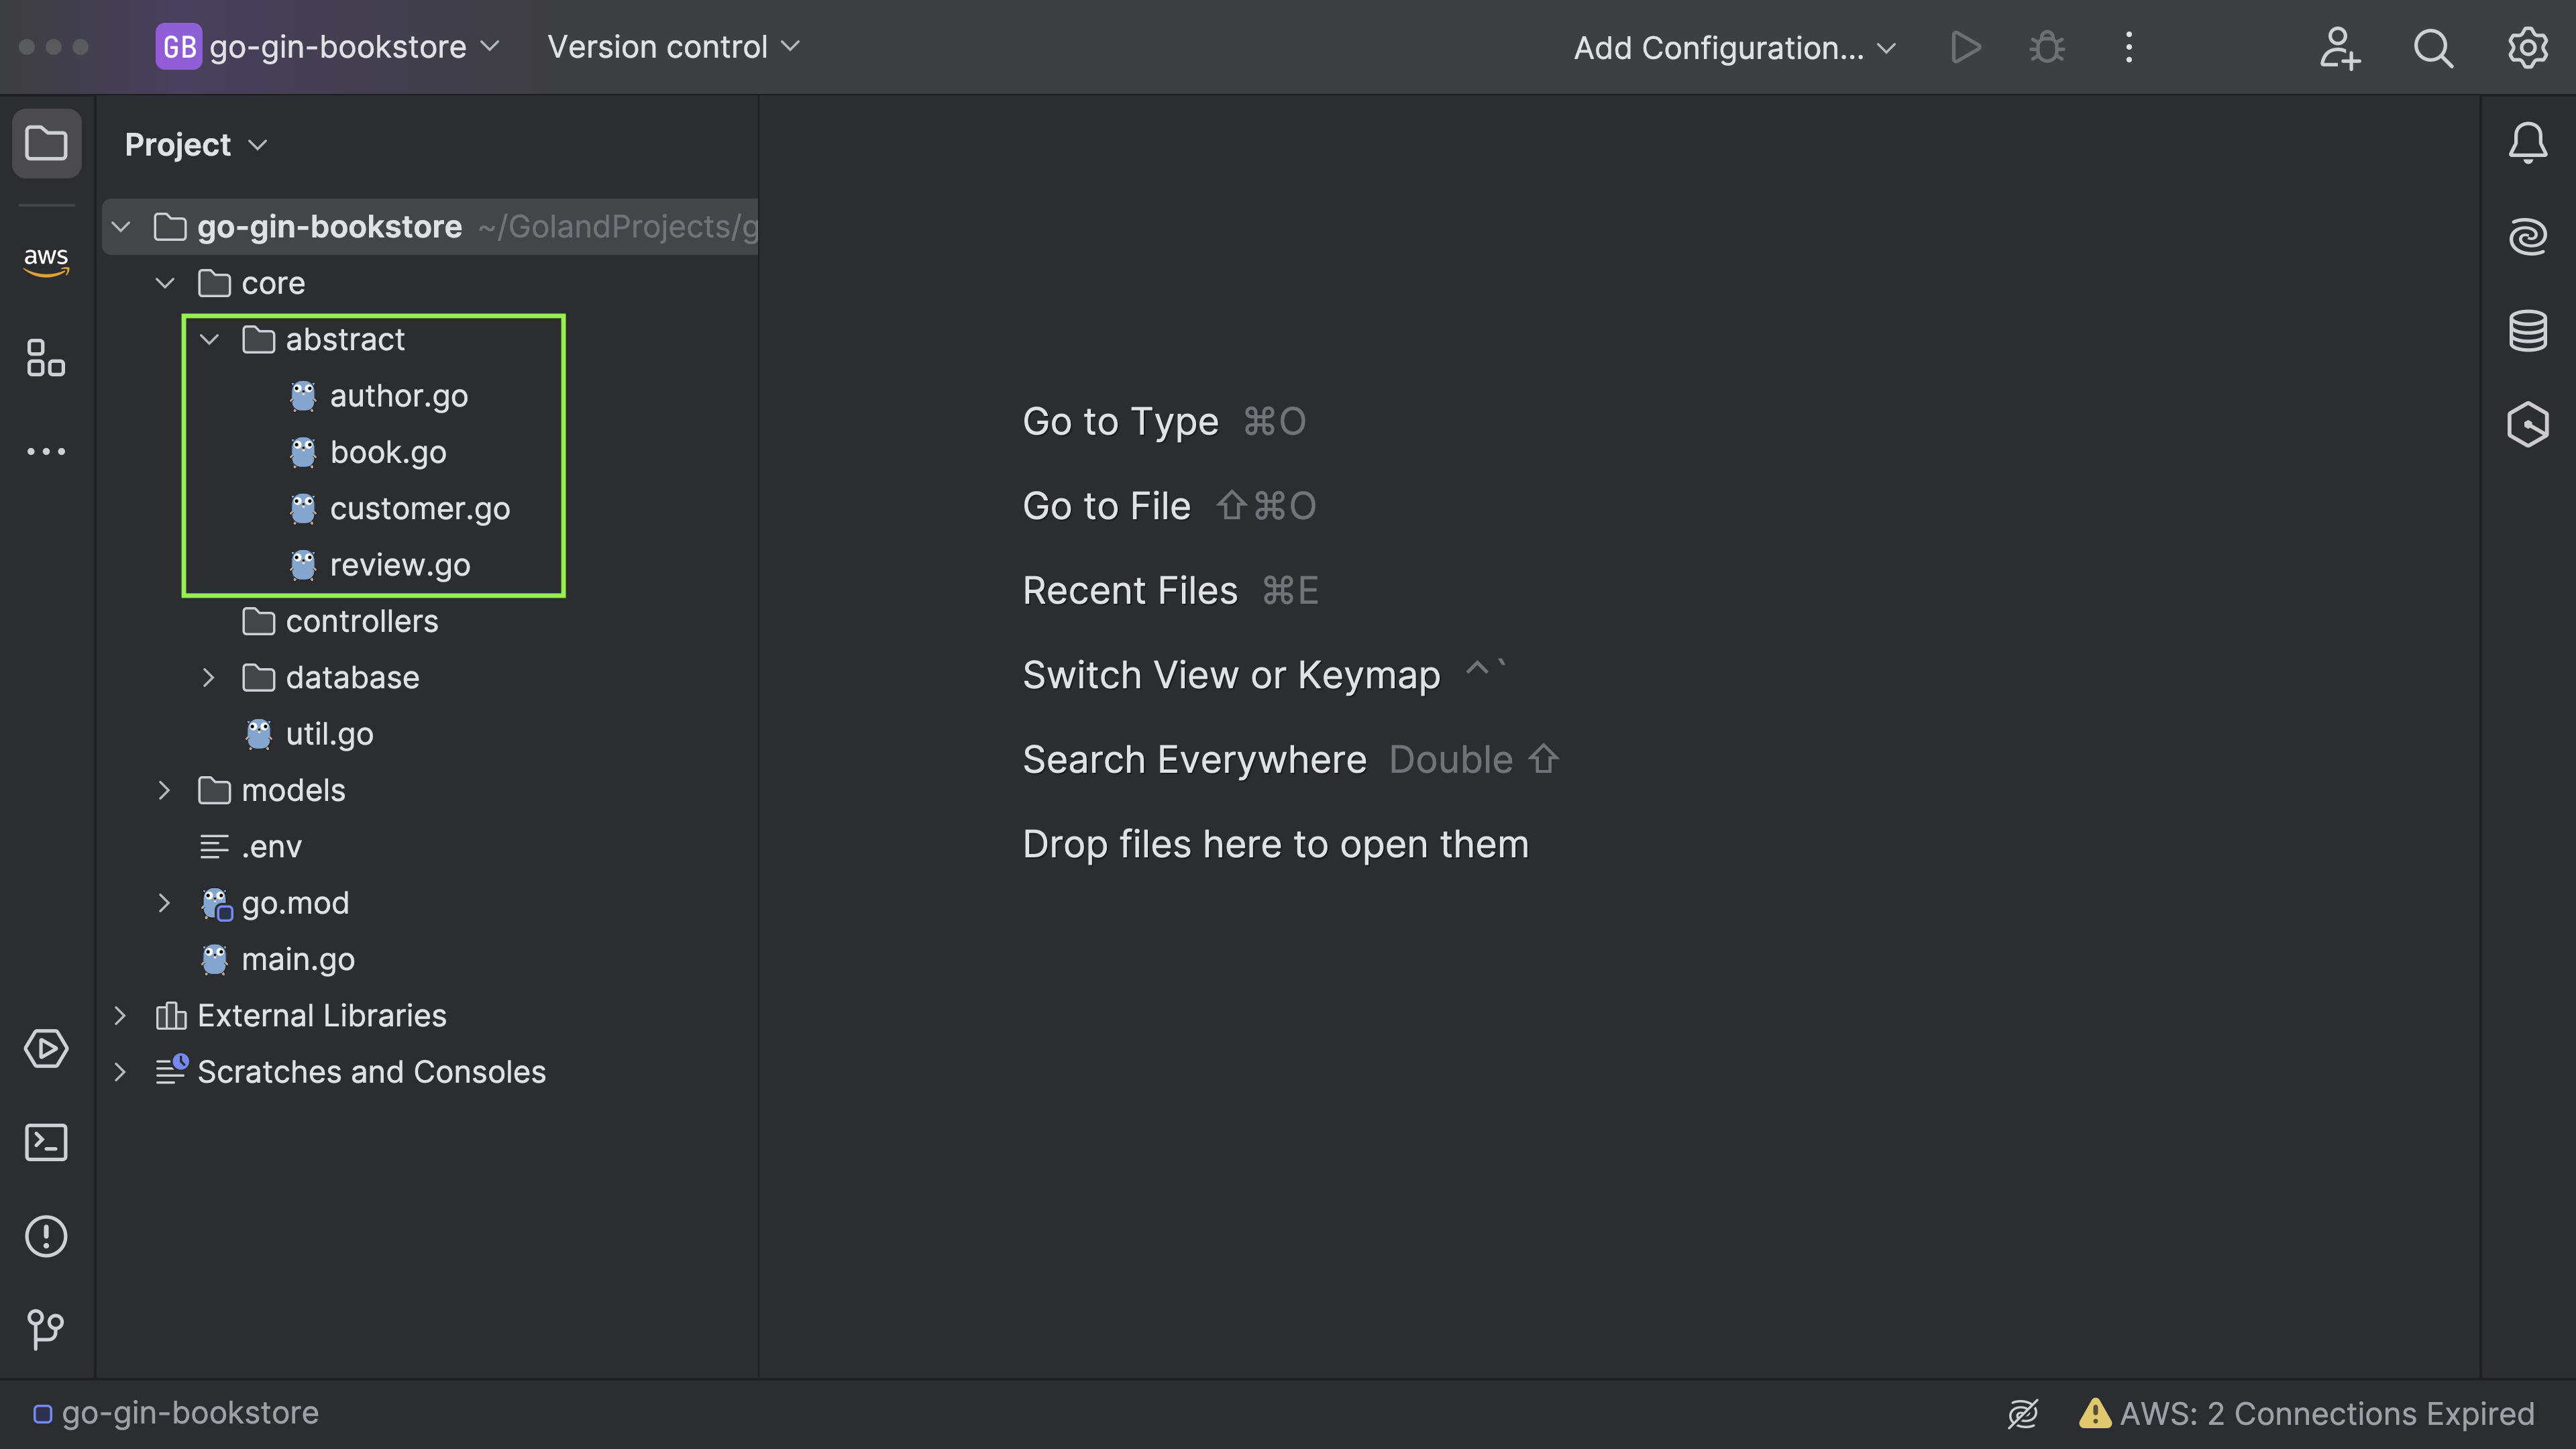 GB go-gin-bookstore Version control Add Configuration...
Project
aws
go-gin-bookstore ~/GolandProjects/g
core
abstract
author.go
book.go
customer.go
review.go
controllers
database
util.go
models
.env
go.mod
main.go
External Libraries
Scratches and Consoles
Go to Type ⌘O
Go to File ⇧⌘O
Recent Files ⌘E
Switch View or Keymap ^`
Search Everywhere Double ⇧
Drop files here to open them
go-gin-bookstore AWS: 2 Connections Expired